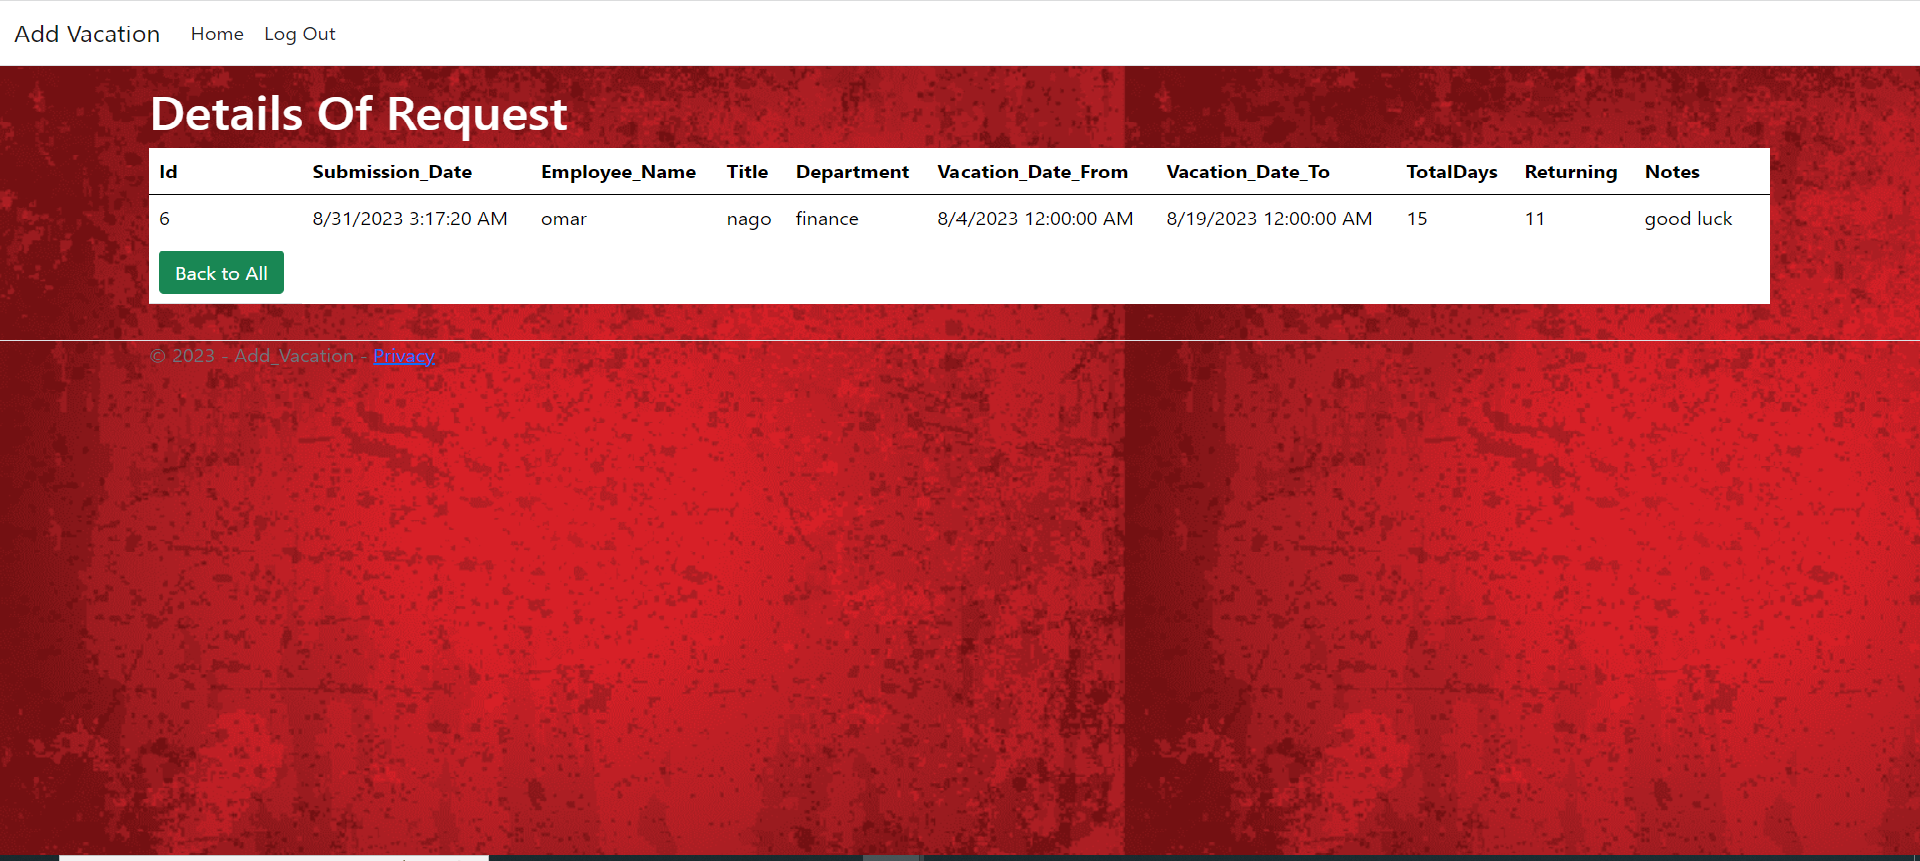 Add Vacation Home Log Out
Details Of Request
Id Submission_Date Employee_Name Title Department Vacation_Date_From Vacation_Date_To TotalDays Returning Notes
6 8/31/2023 3:17:20 AM omar nago finance 8/4/2023 12:00:00 AM 8/19/2023 12:00:00 AM 15 11 good luck
Back to All
© 2023 - Add_Vacation - Privacy